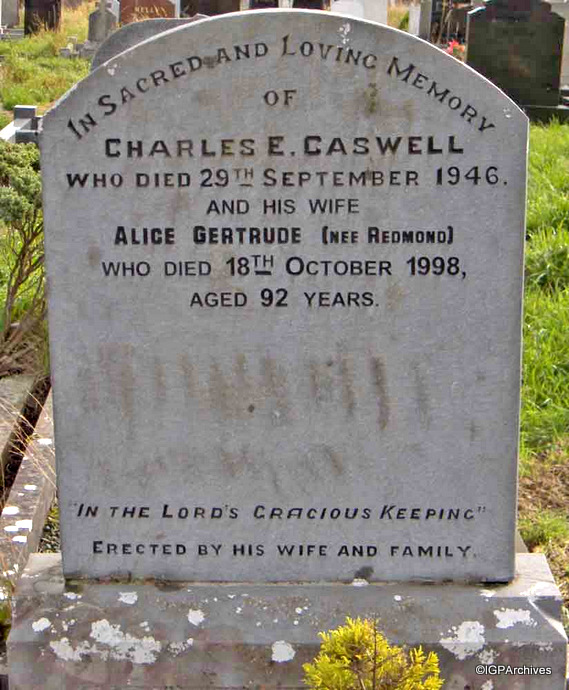 IN SACRED AND LOVING MEMORY
OF
CHARLES E. CASWELL
WHO DIED 29TH SEPTEMBER 1946.
AND HIS WIFE
ALICE GERTRUDE (NEE REDMOND)
WHO DIED 18TH OCTOBER 1998,
AGED 92 YEARS.
"IN THE LORD'S GRACIOUS KEEPING"
ERECTED BY HIS WIFE AND FAMILY.
©IGPArchives